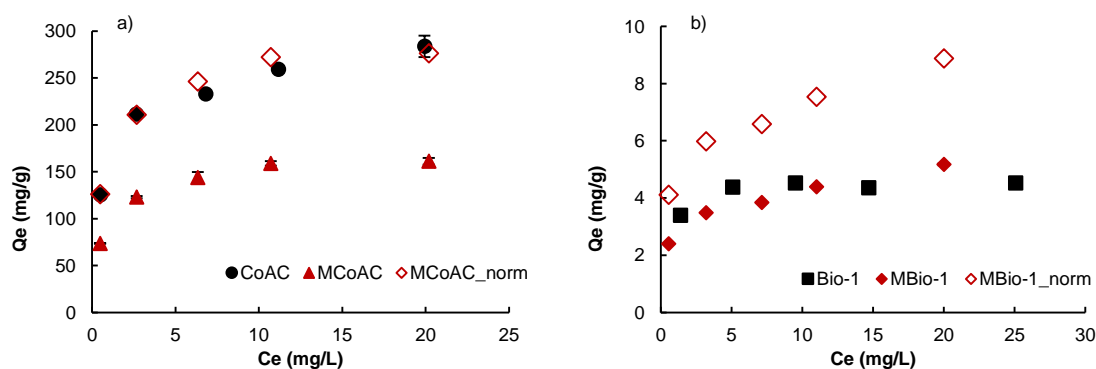 a)
300
250
200
150
100
50
0
Qe (mg/g)
CoAC MCoAC MCoAC_norm
0 5 10 15 20 25
Ce (mg/L)
b)
10
8
6
4
2
0
Qe (mg/g)
Bio-1 MBio-1 MBio-1_norm
0 5 10 15 20 25 30
Ce (mg/L)